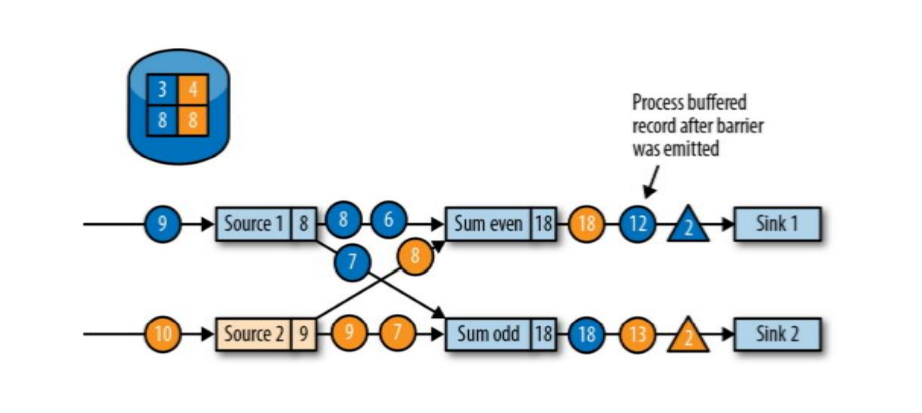 3 4
8 8
Process buffered
record after barrier
was emitted
9 Source 1 8 8 6 Sum even 18 18 12 2 Sink 1
7 8
10 Source 2 9 9 7 Sum odd 18 18 13 2 Sink 2